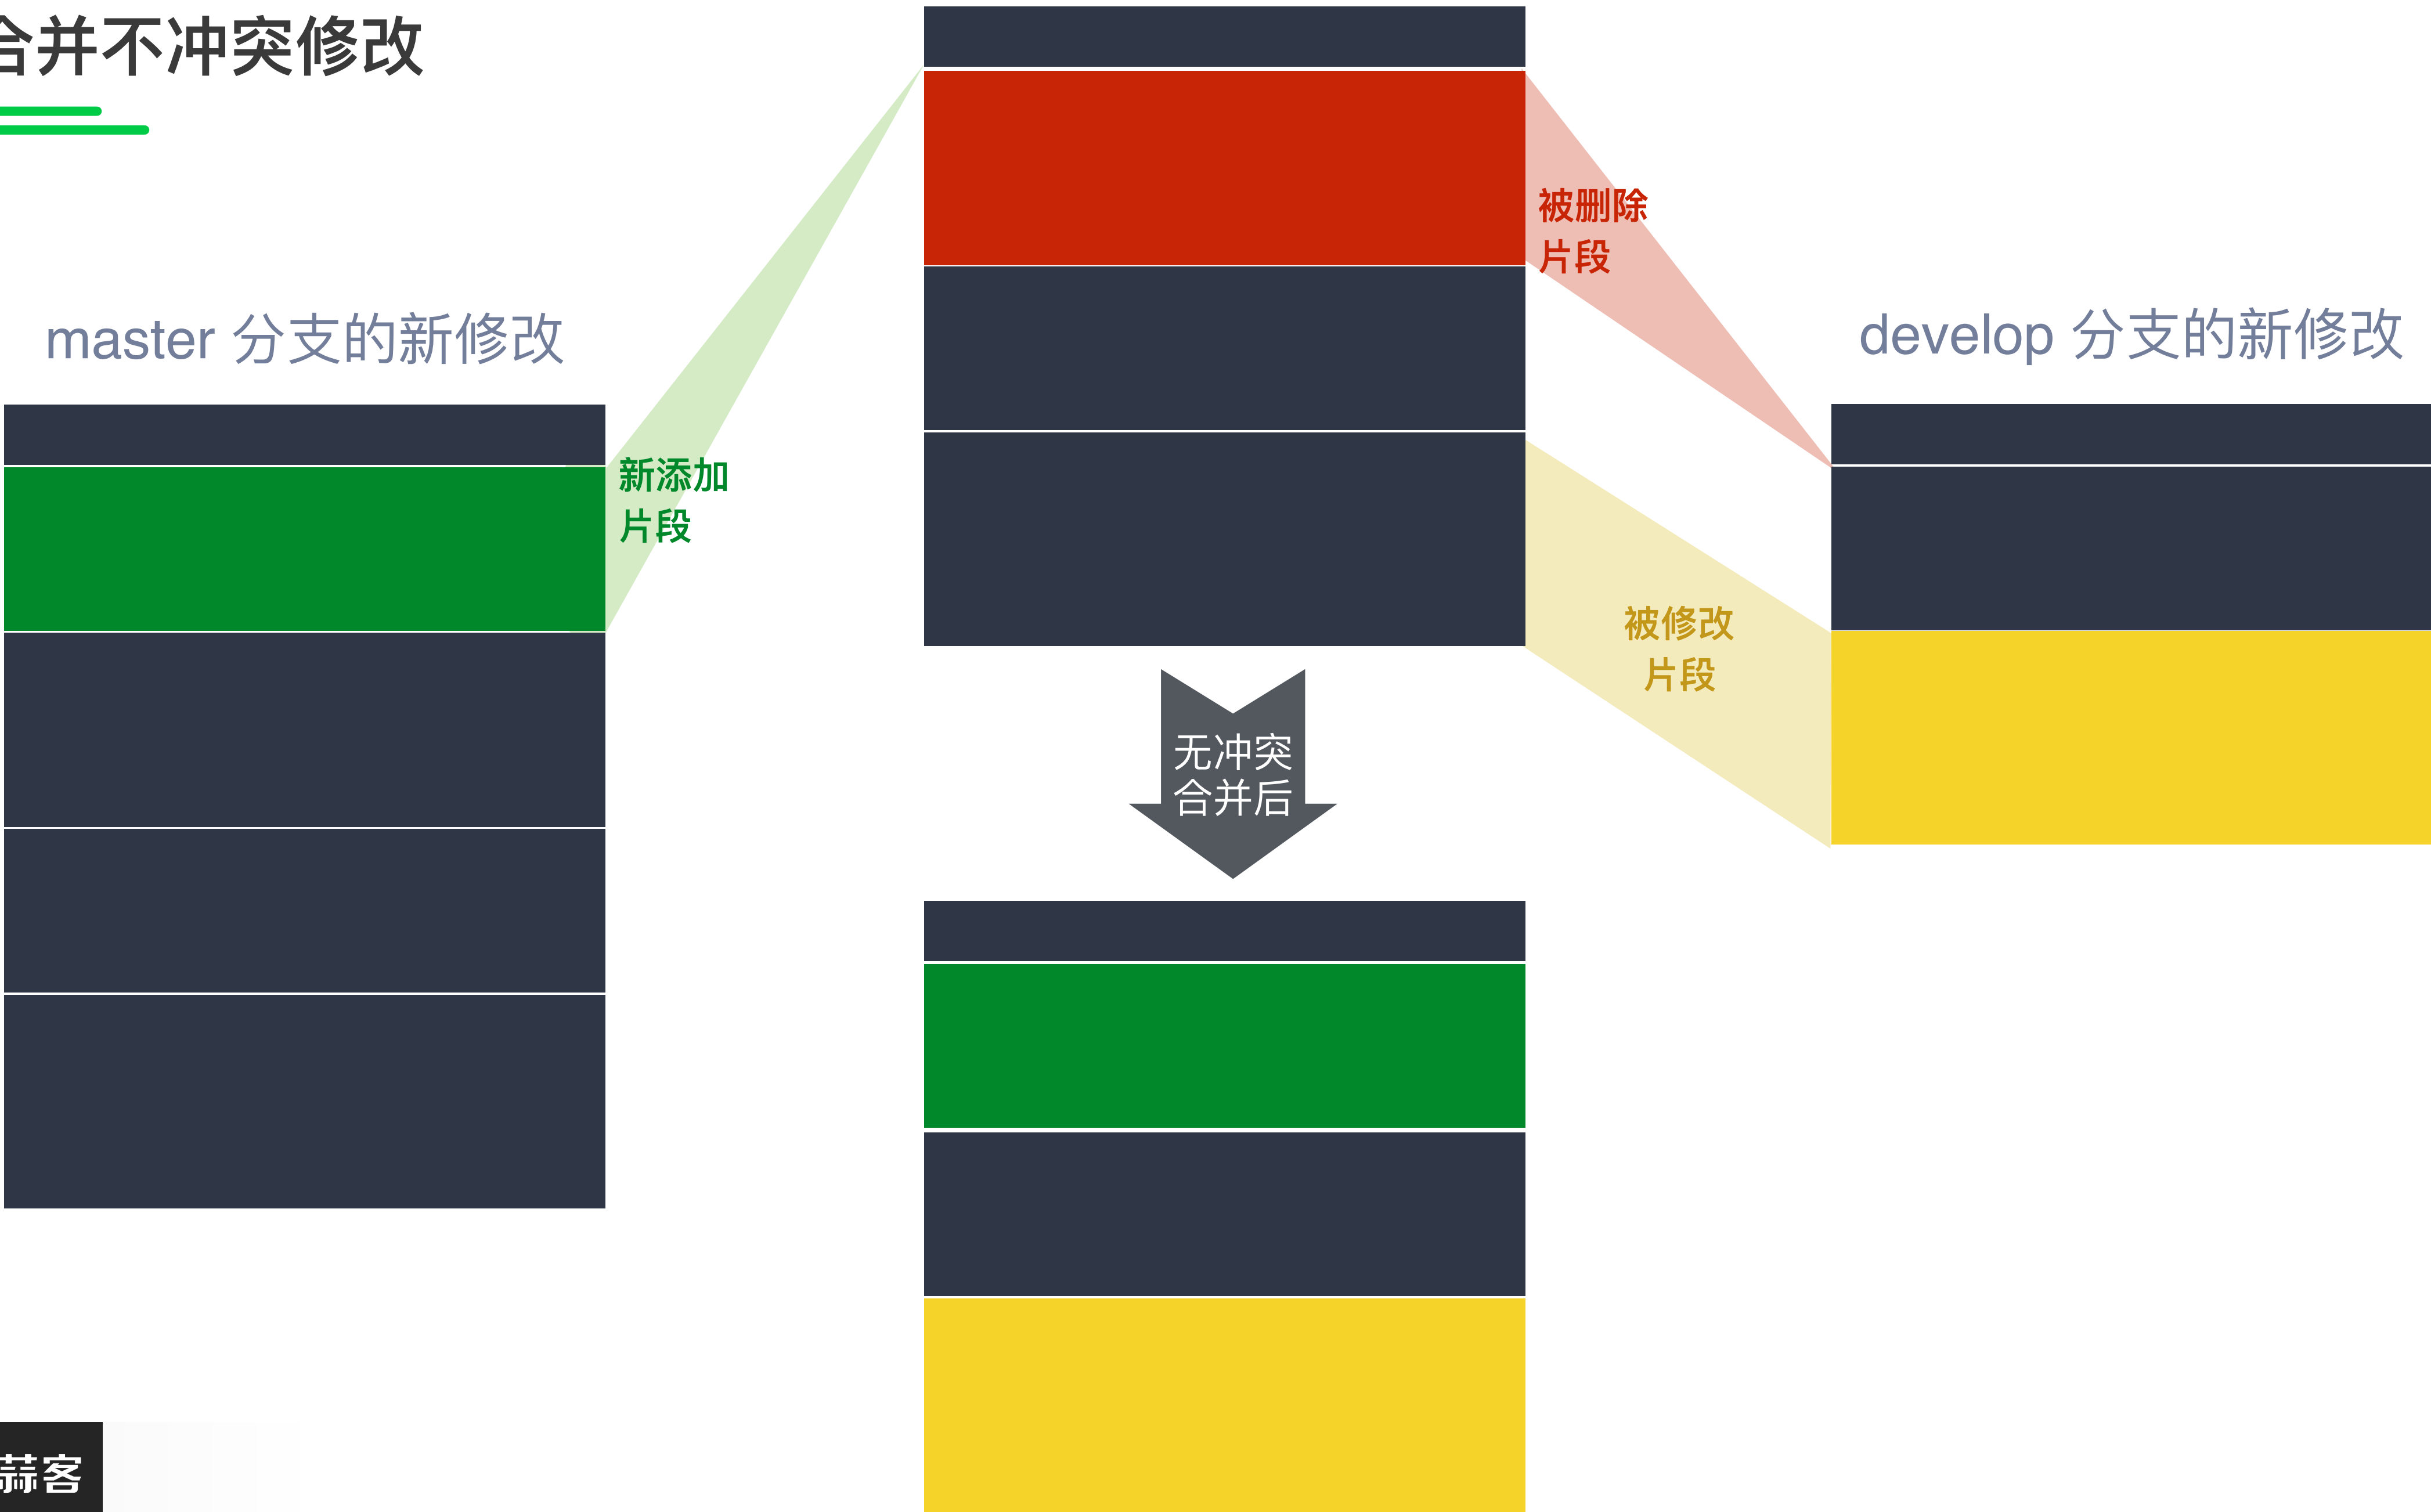 合并不冲突修改
被删除
片段
master 分支的新修改
develop 分支的新修改
新添加
片段
被修改
片段
无冲突
合并后
蒜客